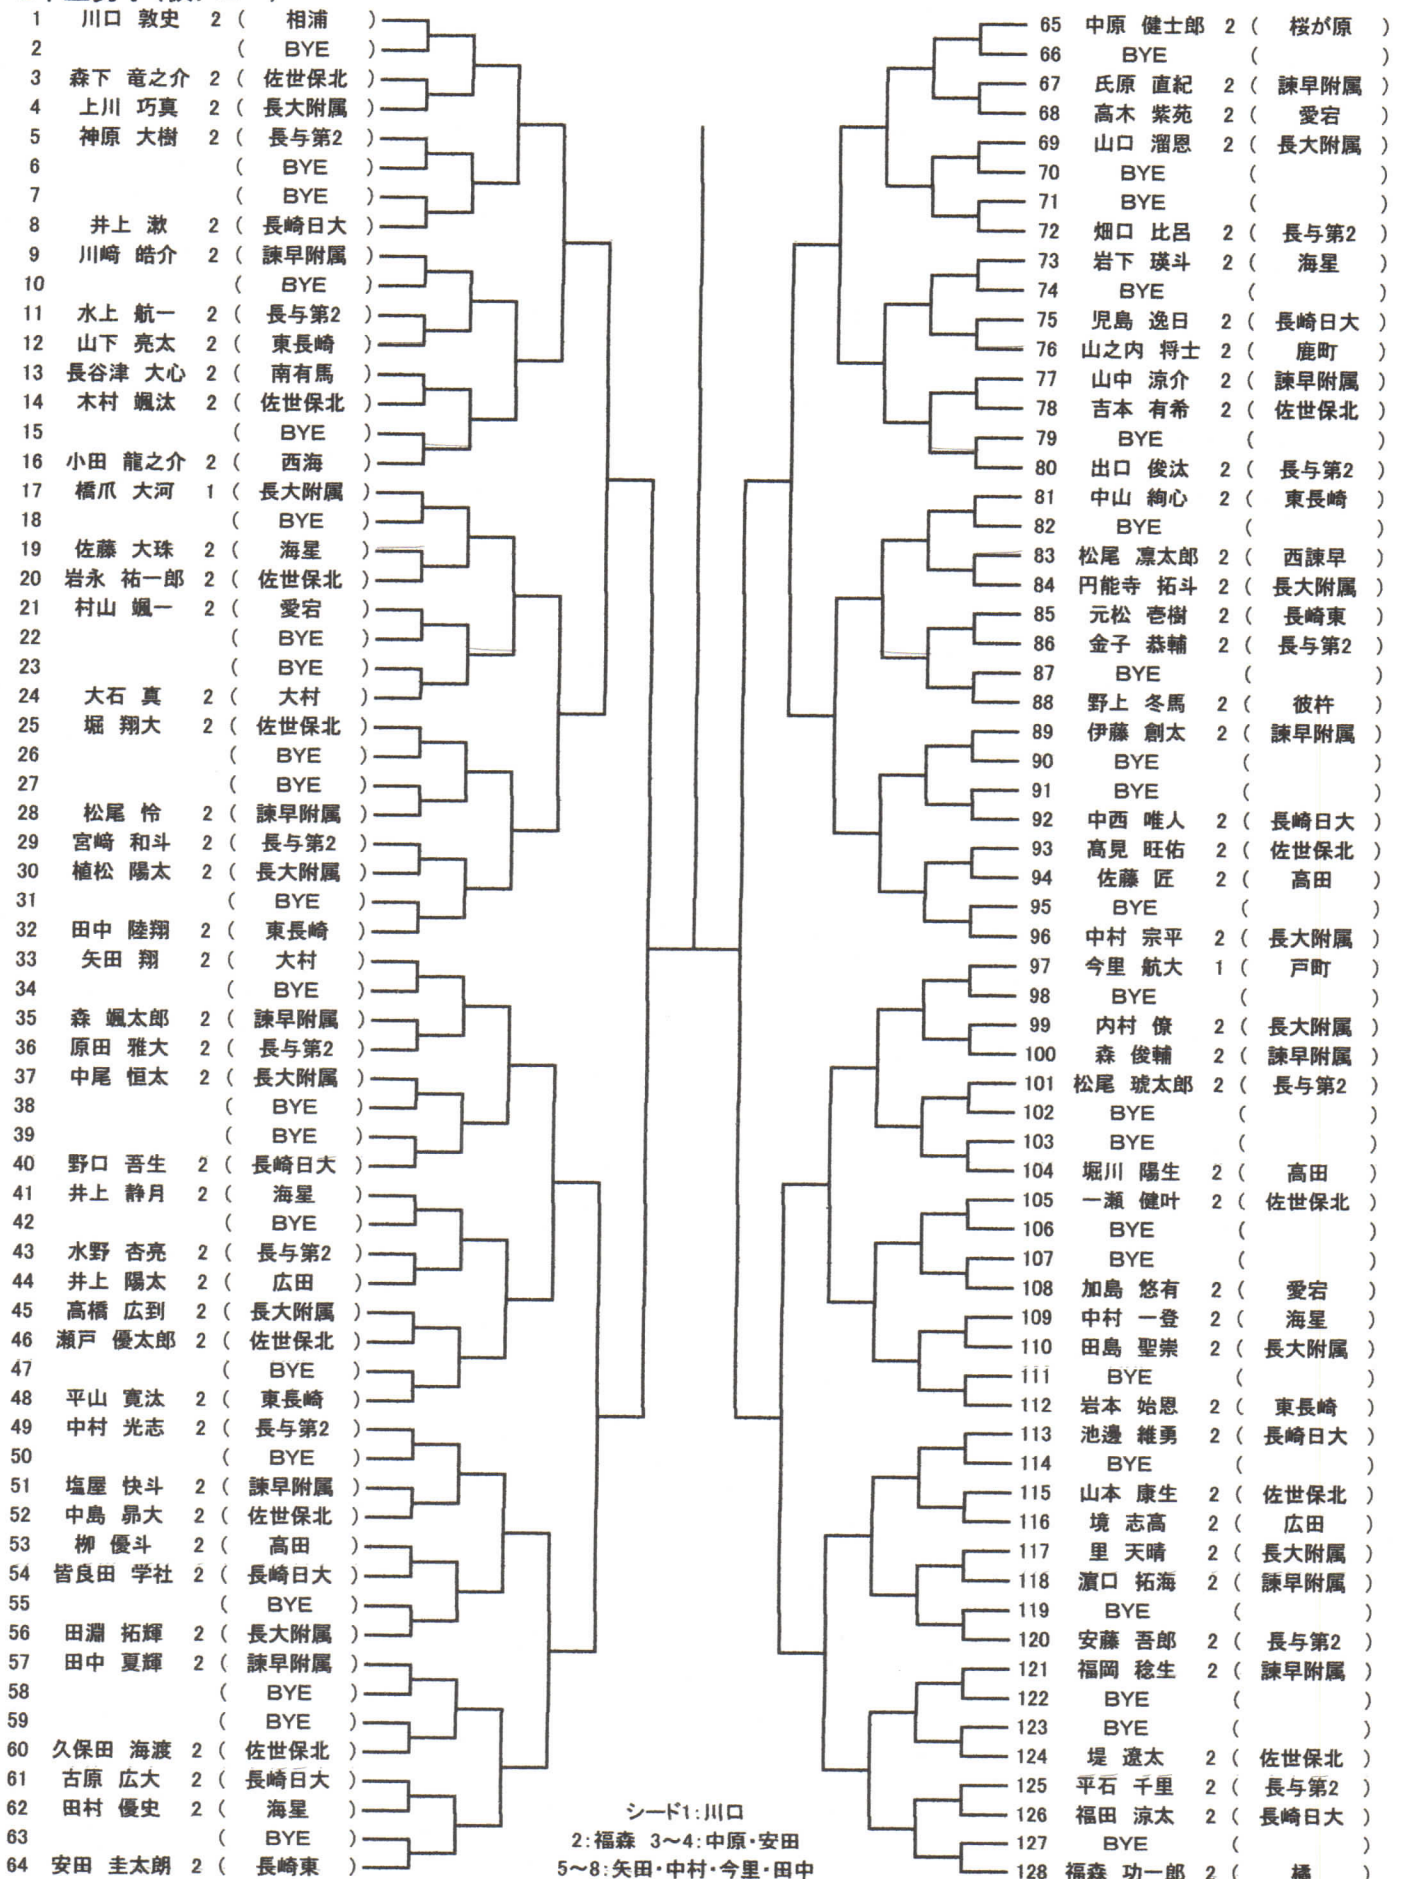 1 川口 敦史 2 ( 相浦 )
2 ( BYE )
3 森下 竜之介 2 ( 佐世保北 )
4 上川 巧真 2 ( 長大附属 )
5 神原 大樹 2 ( 長与第2 )
6 ( BYE )
7 ( BYE )
8 井上 漱 2 ( 長崎日大 )
9 川﨑 皓介 2 ( 諫早附属 )
10 ( BYE )
11 水上 航一 2 ( 長与第2 )
12 山下 亮太 2 ( 東長崎 )
13 長谷津 大心 2 ( 南有馬 )
14 木村 颯汰 2 ( 佐世保北 )
15 ( BYE )
16 小田 龍之介 2 ( 西海 )
17 橋爪 大河 1 ( 長大附属 )
18 ( BYE )
19 佐藤 大珠 2 ( 海星 )
20 岩永 祐一郎 2 ( 佐世保北 )
21 村山 颯一 2 ( 愛宕 )
22 ( BYE )
23 ( BYE )
24 大石 真 2 ( 大村 )
25 堀 翔大 2 ( 佐世保北 )
26 ( BYE )
27 ( BYE )
28 松尾 怜 2 ( 諫早附属 )
29 宮﨑 和斗 2 ( 長与第2 )
30 植松 陽太 2 ( 長大附属 )
31 ( BYE )
32 田中 陸翔 2 ( 東長崎 )
33 矢田 翔 2 ( 大村 )
34 ( BYE )
35 森 颯太郎 2 ( 諫早附属 )
36 原田 雅大 2 ( 長与第2 )
37 中尾 恒太 2 ( 長大附属 )
38 ( BYE )
39 ( BYE )
40 野口 吾生 2 ( 長崎日大 )
41 井上 静月 2 ( 海星 )
42 ( BYE )
43 水野 杏亮 2 ( 長与第2 )
44 井上 陽太 2 ( 広田 )
45 高橋 広到 2 ( 長大附属 )
46 瀬戸 優太郎 2 ( 佐世保北 )
47 ( BYE )
48 平山 寛汰 2 ( 東長崎 )
49 中村 光志 2 ( 長与第2 )
50 ( BYE )
51 塩屋 快斗 2 ( 諫早附属 )
52 中島 昴大 2 ( 佐世保北 )
53 柳 優斗 2 ( 高田 )
54 皆良田 学社 2 ( 長崎日大 )
55 ( BYE )
56 田淵 拓輝 2 ( 長大附属 )
57 田中 夏輝 2 ( 諫早附属 )
58 ( BYE )
59 ( BYE )
60 久保田 海渡 2 ( 佐世保北 )
61 古原 広大 2 ( 長崎日大 )
62 田村 優史 2 ( 海星 )
63 ( BYE )
64 安田 圭太朗 2 ( 長崎東 )
シード1:川口
2:福森 3〜4:中原・安田
5〜8:矢田・中村・今里・田中
65 中原 健士郎 2 ( 桜が原 )
66 BYE ( )
67 氏原 直紀 2 ( 諫早附属 )
68 高木 紫苑 2 ( 愛宕 )
69 山口 溜恩 2 ( 長大附属 )
70 BYE ( )
71 BYE ( )
72 畑口 比呂 2 ( 長与第2 )
73 岩下 瑛斗 2 ( 海星 )
74 BYE ( )
75 児島 逸日 2 ( 長崎日大 )
76 山之内 将士 2 ( 鹿町 )
77 山中 涼介 2 ( 諫早附属 )
78 吉本 有希 2 ( 佐世保北 )
79 BYE ( )
80 出口 俊汰 2 ( 長与第2 )
81 中山 絢心 2 ( 東長崎 )
82 BYE ( )
83 松尾 凛太郎 2 ( 西諫早 )
84 円能寺 拓斗 2 ( 長大附属 )
85 元松 壱樹 2 ( 長崎東 )
86 金子 恭輔 2 ( 長与第2 )
87 BYE ( )
88 野上 冬馬 2 ( 彼杵 )
89 伊藤 創太 2 ( 諫早附属 )
90 BYE ( )
91 BYE ( )
92 中西 唯人 2 ( 長崎日大 )
93 髙見 旺佑 2 ( 佐世保北 )
94 佐藤 匠 2 ( 高田 )
95 BYE ( )
96 中村 宗平 2 ( 長大附属 )
97 今里 航大 1 ( 戸町 )
98 BYE ( )
99 内村 僚 2 ( 長大附属 )
100 森 俊輔 2 ( 諫早附属 )
101 松尾 琥太郎 2 ( 長与第2 )
102 BYE ( )
103 BYE ( )
104 堀川 陽生 2 ( 高田 )
105 一瀬 健叶 2 ( 佐世保北 )
106 BYE ( )
107 BYE ( )
108 加島 悠有 2 ( 愛宕 )
109 中村 一登 2 ( 海星 )
110 田島 聖崇 2 ( 長大附属 )
111 BYE ( )
112 岩本 始恩 2 ( 東長崎 )
113 池邊 維勇 2 ( 長崎日大 )
114 BYE ( )
115 山本 康生 2 ( 佐世保北 )
116 境 志高 2 ( 広田 )
117 里 天晴 2 ( 長大附属 )
118 濵口 拓海 2 ( 諫早附属 )
119 BYE ( )
120 安藤 吾郎 2 ( 長与第2 )
121 福岡 稔生 2 ( 諫早附属 )
122 BYE ( )
123 BYE ( )
124 堤 遼太 2 ( 佐世保北 )
125 平石 千里 2 ( 長与第2 )
126 福田 涼太 2 ( 長崎日大 )
127 BYE ( )
128 福森 功一郎 2 ( 橘 )